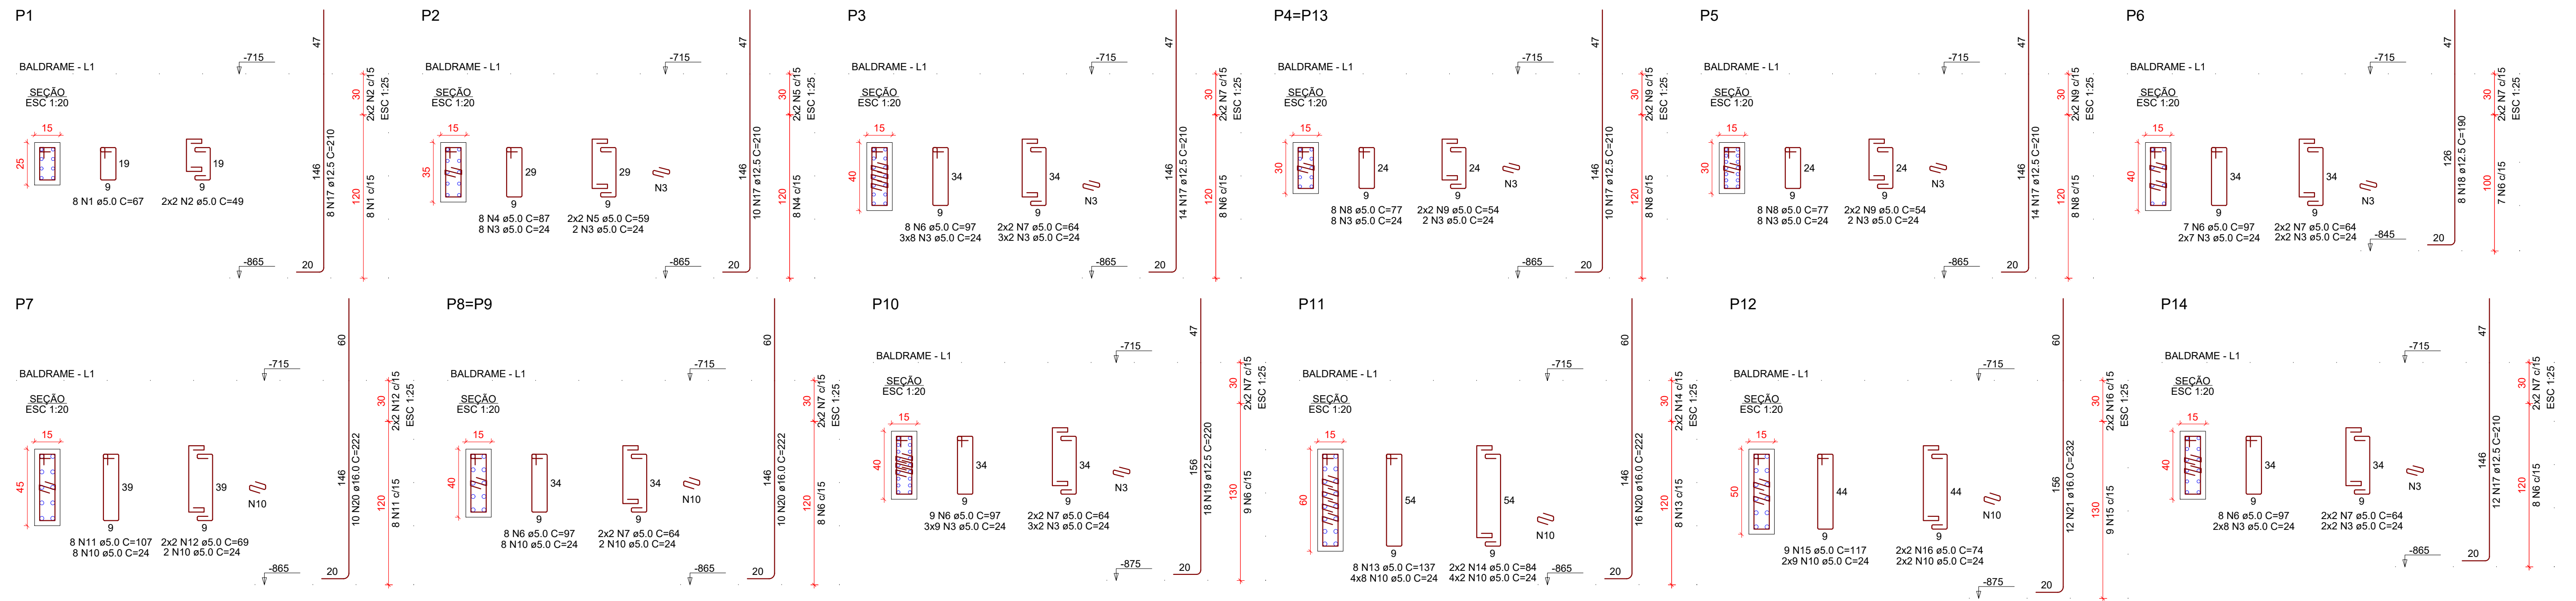 P1
BALDRAME - L1
SEÇÃO
ESC 1:20
15
25
19
9
8 N1 ø5.0 C=67
19
9
2x2 N2 ø5.0 C=49
-715
-865
47
146
8 N17 ø12.5 C=210
20
30
120
2x2 N2 c/15
8 N1 c/15
ESC 1:25
P2
BALDRAME - L1
SEÇÃO
ESC 1:20
15
35
29
9
8 N4 ø5.0 C=87
8 N3 ø5.0 C=24
29
9
2x2 N5 ø5.0 C=59
2 N3 ø5.0 C=24
N3
-715
-865
47
146
10 N17 ø12.5 C=210
20
30
120
2x2 N5 c/15
8 N4 c/15
ESC 1:25
P3
BALDRAME - L1
SEÇÃO
ESC 1:20
15
40
34
9
8 N6 ø5.0 C=97
3x8 N3 ø5.0 C=24
34
9
2x2 N7 ø5.0 C=64
3x2 N3 ø5.0 C=24
N3
-715
-865
47
146
14 N17 ø12.5 C=210
20
30
120
2x2 N7 c/15
8 N6 c/15
ESC 1:25
P4=P13
BALDRAME - L1
SEÇÃO
ESC 1:20
15
30
24
9
8 N8 ø5.0 C=77
8 N3 ø5.0 C=24
24
9
2x2 N9 ø5.0 C=54
2 N3 ø5.0 C=24
N3
-715
-865
47
146
10 N17 ø12.5 C=210
20
30
120
2x2 N9 c/15
8 N8 c/15
ESC 1:25
P5
BALDRAME - L1
SEÇÃO
ESC 1:20
15
30
24
9
8 N8 ø5.0 C=77
8 N3 ø5.0 C=24
24
9
2x2 N9 ø5.0 C=54
2 N3 ø5.0 C=24
N3
-715
-865
47
146
14 N17 ø12.5 C=210
20
30
120
2x2 N9 c/15
8 N8 c/15
ESC 1:25
P6
BALDRAME - L1
SEÇÃO
ESC 1:20
15
40
34
9
7 N6 ø5.0 C=97
2x7 N3 ø5.0 C=24
34
9
2x2 N7 ø5.0 C=64
2x2 N3 ø5.0 C=24
N3
-715
-845
47
126
8 N18 ø12.5 C=190
20
30
100
2x2 N7 c/15
7 N6 c/15
ESC 1:25
P7
BALDRAME - L1
SEÇÃO
ESC 1:20
15
45
39
9
8 N11 ø5.0 C=107
8 N10 ø5.0 C=24
39
9
2x2 N12 ø5.0 C=69
2 N10 ø5.0 C=24
N10
-715
-865
60
146
10 N20 ø16.0 C=222
20
30
120
2x2 N12 c/15
8 N11 c/15
ESC 1:25
P8=P9
BALDRAME - L1
SEÇÃO
ESC 1:20
15
40
34
9
8 N6 ø5.0 C=97
8 N10 ø5.0 C=24
34
9
2x2 N7 ø5.0 C=64
2 N10 ø5.0 C=24
N10
-715
-865
60
146
10 N20 ø16.0 C=222
20
30
120
2x2 N7 c/15
8 N6 c/15
ESC 1:25
P10
BALDRAME - L1
SEÇÃO
ESC 1:20
15
40
34
9
9 N6 ø5.0 C=97
3x9 N3 ø5.0 C=24
34
9
2x2 N7 ø5.0 C=64
3x2 N3 ø5.0 C=24
N3
-715
-875
47
156
18 N19 ø12.5 C=220
20
30
130
2x2 N7 c/15
9 N6 c/15
ESC 1:25
P11
BALDRAME - L1
SEÇÃO
ESC 1:20
15
60
54
9
8 N13 ø5.0 C=137
4x8 N10 ø5.0 C=24
54
9
2x2 N14 ø5.0 C=84
4x2 N10 ø5.0 C=24
N10
-715
-865
60
146
16 N20 ø16.0 C=222
20
30
120
2x2 N14 c/15
8 N13 c/15
ESC 1:25
P12
BALDRAME - L1
SEÇÃO
ESC 1:20
15
50
44
9
9 N15 ø5.0 C=117
2x9 N10 ø5.0 C=24
44
9
2x2 N16 ø5.0 C=74
2x2 N10 ø5.0 C=24
N10
-715
-875
60
156
12 N21 ø16.0 C=232
20
30
130
2x2 N16 c/15
9 N15 c/15
ESC 1:25
P14
BALDRAME - L1
SEÇÃO
ESC 1:20
15
40
34
9
8 N6 ø5.0 C=97
2x8 N3 ø5.0 C=24
34
9
2x2 N7 ø5.0 C=64
2x2 N3 ø5.0 C=24
N3
-715
-865
47
146
12 N17 ø12.5 C=210
20
30
120
2x2 N7 c/15
8 N6 c/15
ESC 1:25